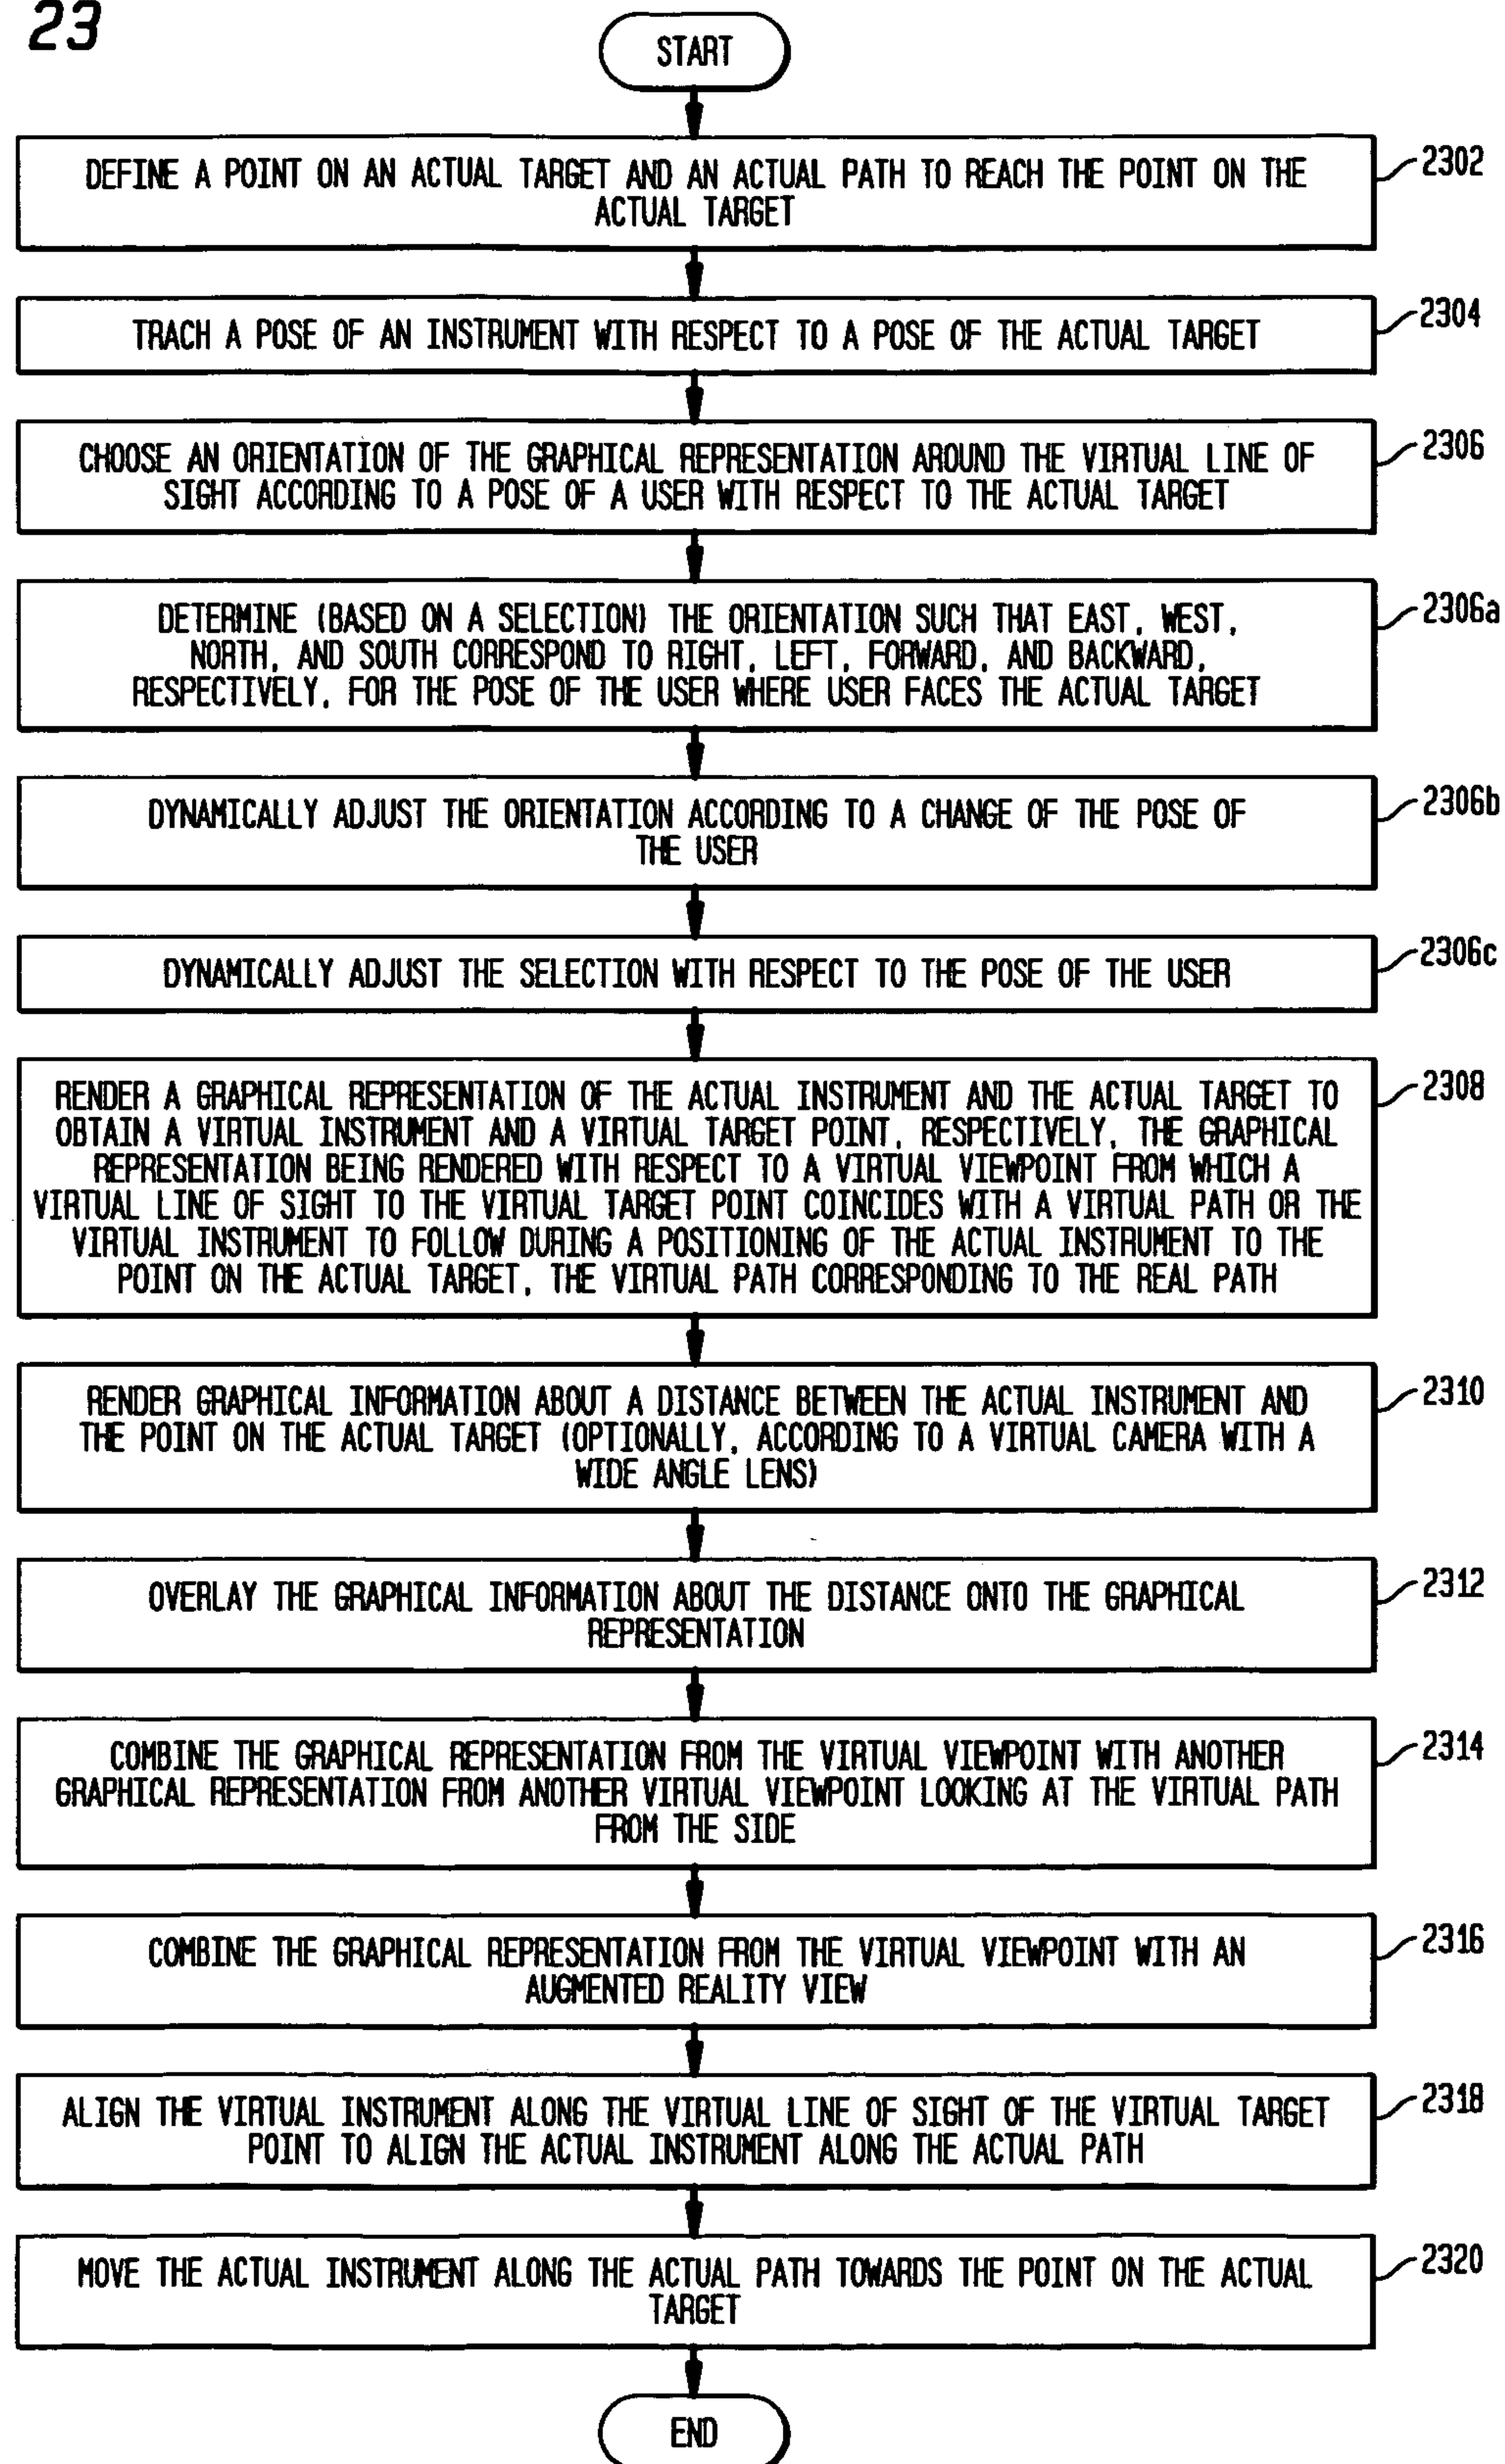 23
START
DEFINE A POINT ON AN ACTUAL TARGET AND AN ACTUAL PATH TO REACH THE POINT ON THE
ACTUAL TARGET
2302
TRACH A POSE OF AN INSTRUMENT WITH RESPECT TO A POSE OF THE ACTUAL TARGET
2304
CHOOSE AN ORIENTATION OF THE GRAPHICAL REPRESENTATION AROUND THE VIRTUAL LINE OF
SIGHT ACCORDING TO A POSE OF A USER WITH RESPECT TO THE ACTUAL TARGET
2306
DETERMINE (BASED ON A SELECTION) THE ORIENTATION SUCH THAT EAST, WEST,
NORTH, AND SOUTH CORRESPOND TO RIGHT, LEFT, FORWARD, AND BACKWARD,
RESPECTIVELY, FOR THE POSE OF THE USER WHERE USER FACES THE ACTUAL TARGET
2306a
DYNAMICALLY ADJUST THE ORIENTATION ACCORDING TO A CHANGE OF THE POSE OF
THE USER
2306b
DYNAMICALLY ADJUST THE SELECTION WITH RESPECT TO THE POSE OF THE USER
2306c
RENDER A GRAPHICAL REPRESENTATION OF THE ACTUAL INSTRUMENT AND THE ACTUAL TARGET TO
OBTAIN A VIRTUAL INSTRUMENT AND A VIRTUAL TARGET POINT, RESPECTIVELY, THE GRAPHICAL
REPRESENTATION BEING RENDERED WITH RESPECT TO A VIRTUAL VIEWPOINT FROM WHICH A
VIRTUAL LINE OF SIGHT TO THE VIRTUAL TARGET POINT COINCIDES WITH A VIRTUAL PATH OR THE
VIRTUAL INSTRUMENT TO FOLLOW DURING A POSITIONING OF THE ACTUAL INSTRUMENT TO THE
POINT ON THE ACTUAL TARGET, THE VIRTUAL PATH CORRESPONDING TO THE REAL PATH
2308
RENDER GRAPHICAL INFORMATION ABOUT A DISTANCE BETWEEN THE ACTUAL INSTRUMENT AND
THE POINT ON THE ACTUAL TARGET (OPTIONALLY, ACCORDING TO A VIRTUAL CAMERA WITH A
WIDE ANGLE LENS)
2310
OVERLAY THE GRAPHICAL INFORMATION ABOUT THE DISTANCE ONTO THE GRAPHICAL
REPRESENTATION
2312
COMBINE THE GRAPHICAL REPRESENTATION FROM THE VIRTUAL VIEWPOINT WITH ANOTHER
GRAPHICAL REPRESENTATION FROM ANOTHER VIRTUAL VIEWPOINT LOOKING AT THE VIRTUAL PATH
FROM THE SIDE
2314
COMBINE THE GRAPHICAL REPRESENTATION FROM THE VIRTUAL VIEWPOINT WITH AN
AUGMENTED REALITY VIEW
2316
ALIGN THE VIRTUAL INSTRUMENT ALONG THE VIRTUAL LINE OF SIGHT OF THE VIRTUAL TARGET
POINT TO ALIGN THE ACTUAL INSTRUMENT ALONG THE ACTUAL PATH
2318
MOVE THE ACTUAL INSTRUMENT ALONG THE ACTUAL PATH TOWARDS THE POINT ON THE ACTUAL
TARGET
2320
END